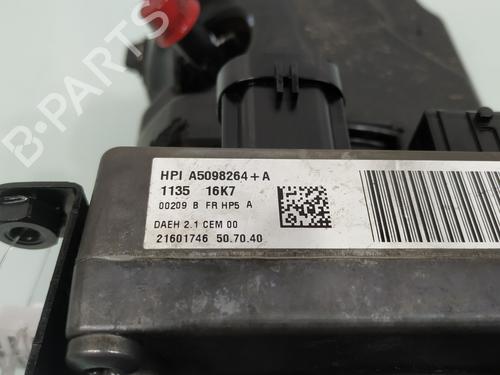 B-PARTS
HPI A5098264+A
1135 16K7
00209 B FR HP5 A
DAEH 2.1 CEM 00
21601746 50.70.40